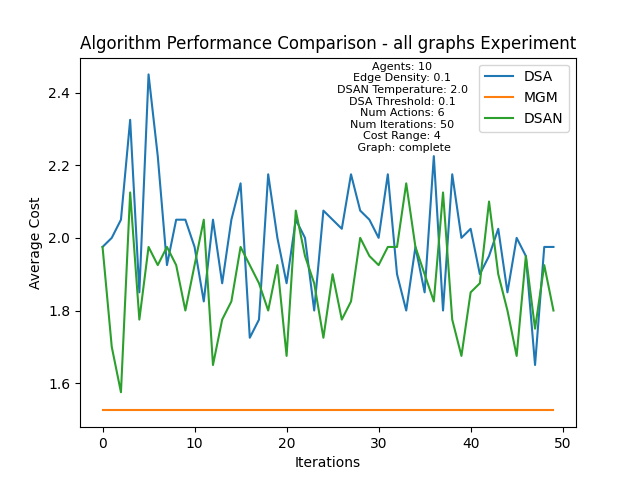 Algorithm Performance Comparison - all graphs Experiment
Agents: 10
Edge Density: 0.1
DSAN Temperature: 2.0
DSA Threshold: 0.1
Num Actions: 6
Num Iterations: 50
Cost Range: 4
Graph: complete
DSA
MGM
DSAN
Average Cost
2.4
2.2
2.0
1.8
1.6
0
10
20
30
40
50
Iterations